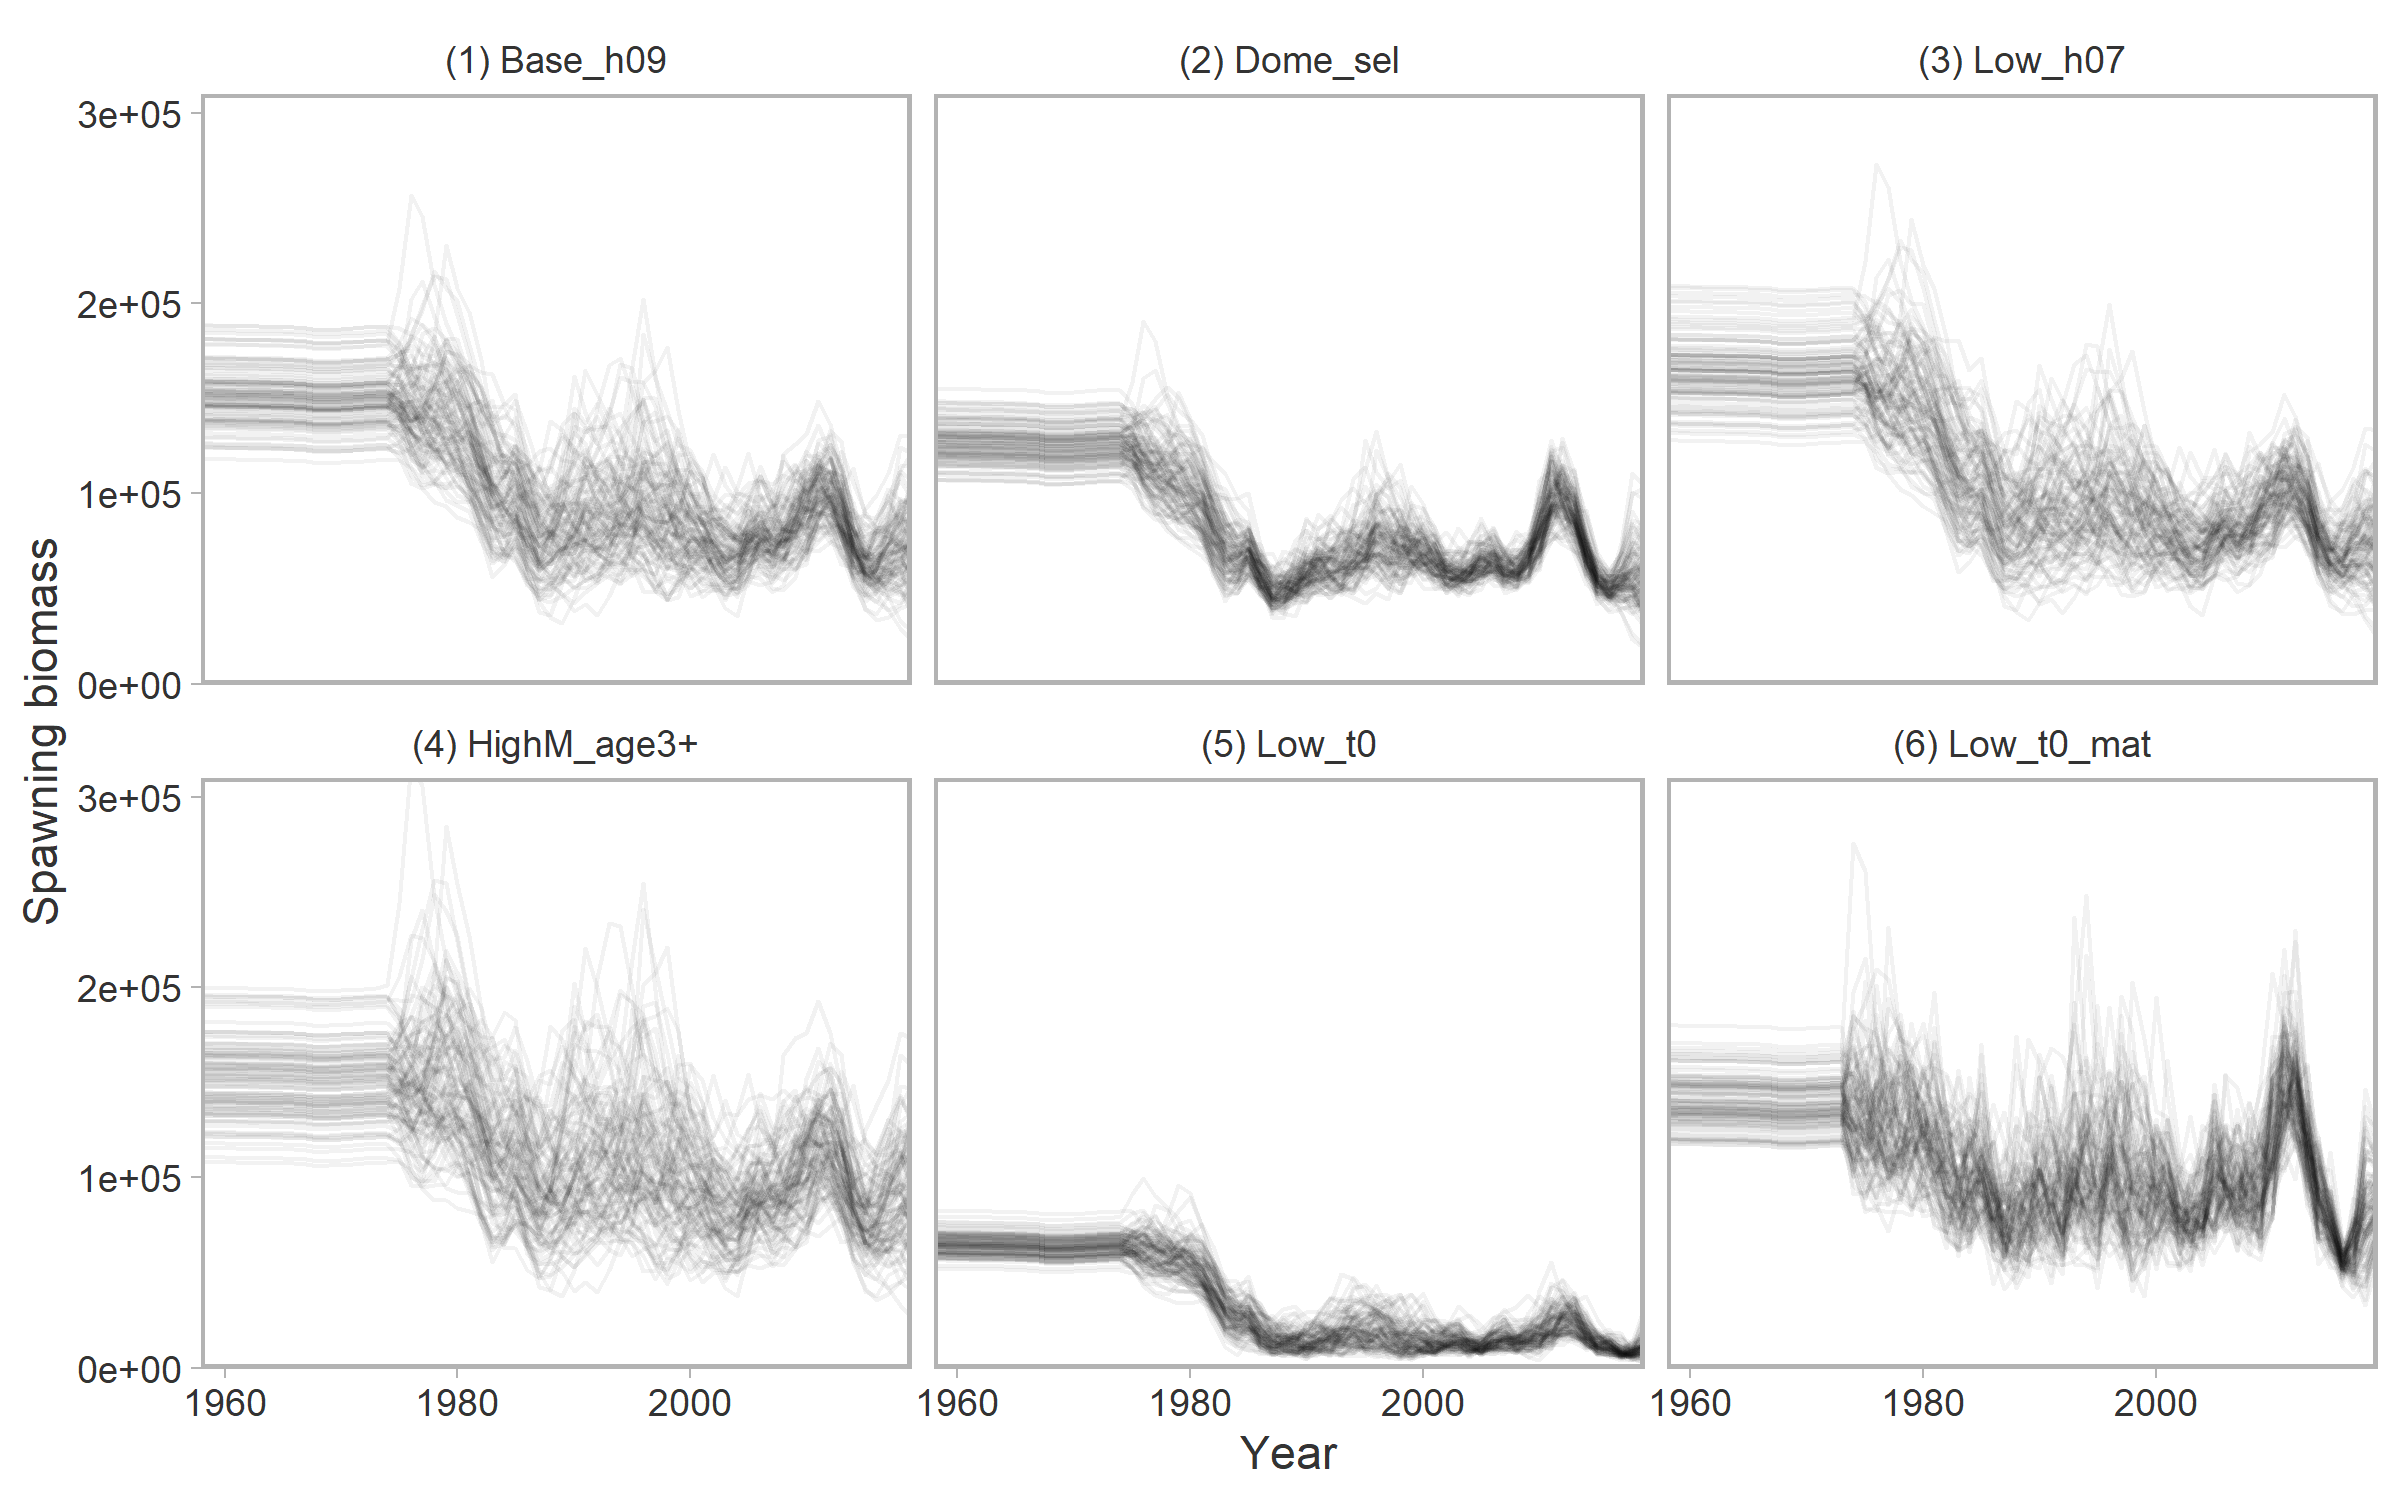 (1) Base_h09
(2) Dome_sel
(3) Low_h07
3e+05
2e+05
1e+05
0e+00
Spawning biomass
(4) HighM_age3+
(5) Low_t0
(6) Low_t0_mat
3e+05
2e+05
1e+05
0e+00
1960 1980 2000
1960 1980 2000
1960 1980 2000
Year